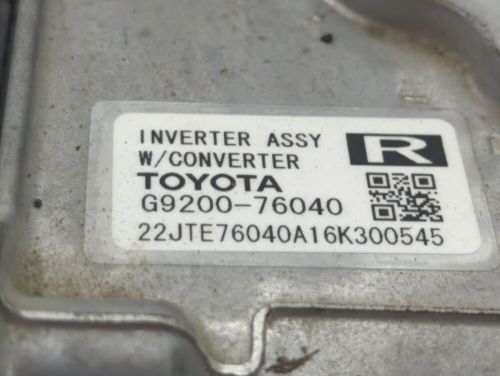 INVERTER ASSY
W/CONVERTER
R
TOYOTA
G9200-76040
22JTE76040A16K300545